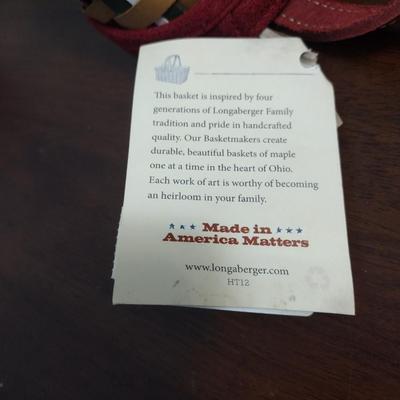 This basket is inspired by four
generations of Longaberger Family
tradition and pride in handcrafted
quality. Our Basketmakers create
durable, beautiful baskets of maple
one at a time in the heart of Ohio.
Each work of art is worthy of becoming
an heirloom in your family.
Made in
America Matters
www.longaberger.com
HT12